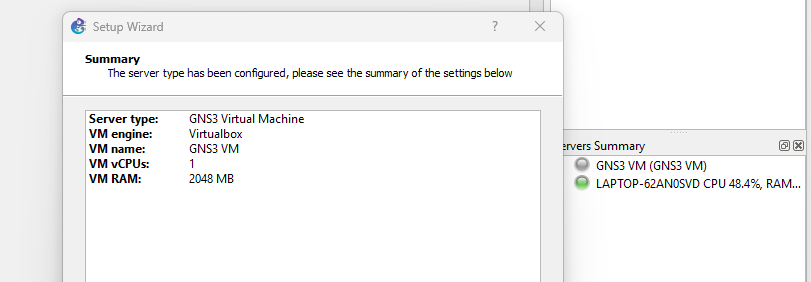 Setup Wizard
?
Summary
The server type has been configured, please see the summary of the settings below
Server type: GNS3 Virtual Machine
VM engine: Virtualbox
VM name: GNS3 VM
VM vCPUs: 1
VM RAM: 2048 MB
ervers Summary
GNS3 VM (GNS3 VM)
LAPTOP-62AN0SVD CPU 48.4%, RAM...